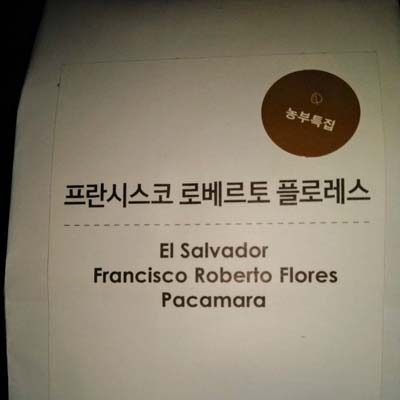 농부특집
프란시스코 로베르토 플로레스
El Salvador
Francisco Roberto Flores
Pacamara